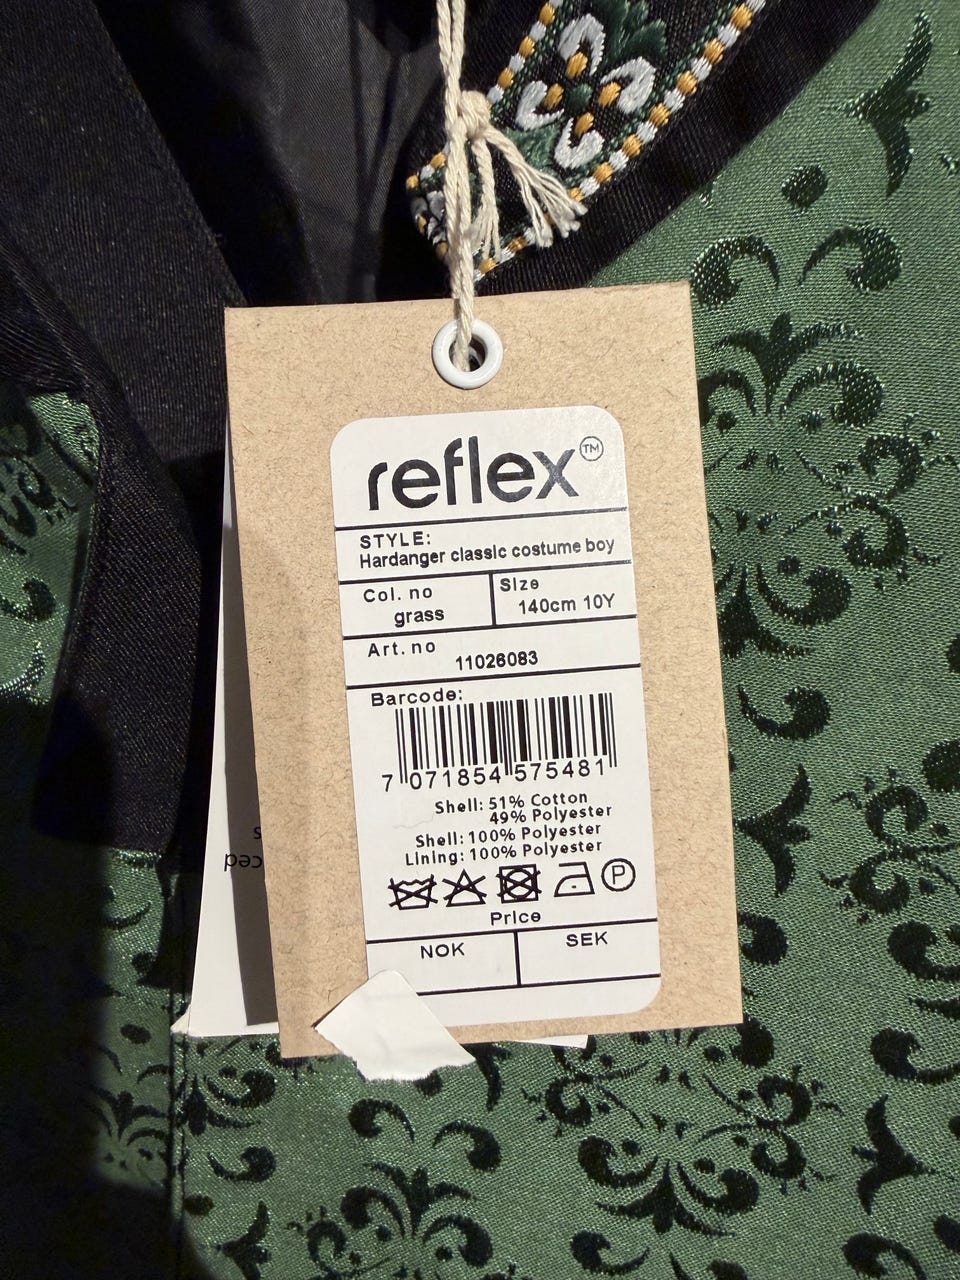 reflex™
STYLE:
Hardanger classic costume boy
Col. no
grass
Size
140cm 10Y
Art. no
11026083
Barcode:
7 071854 575481
Shell: 51% Cotton
49% Polyester
Shell: 100% Polyester
Lining: 100% Polyester
P
Price
NOK
SEK